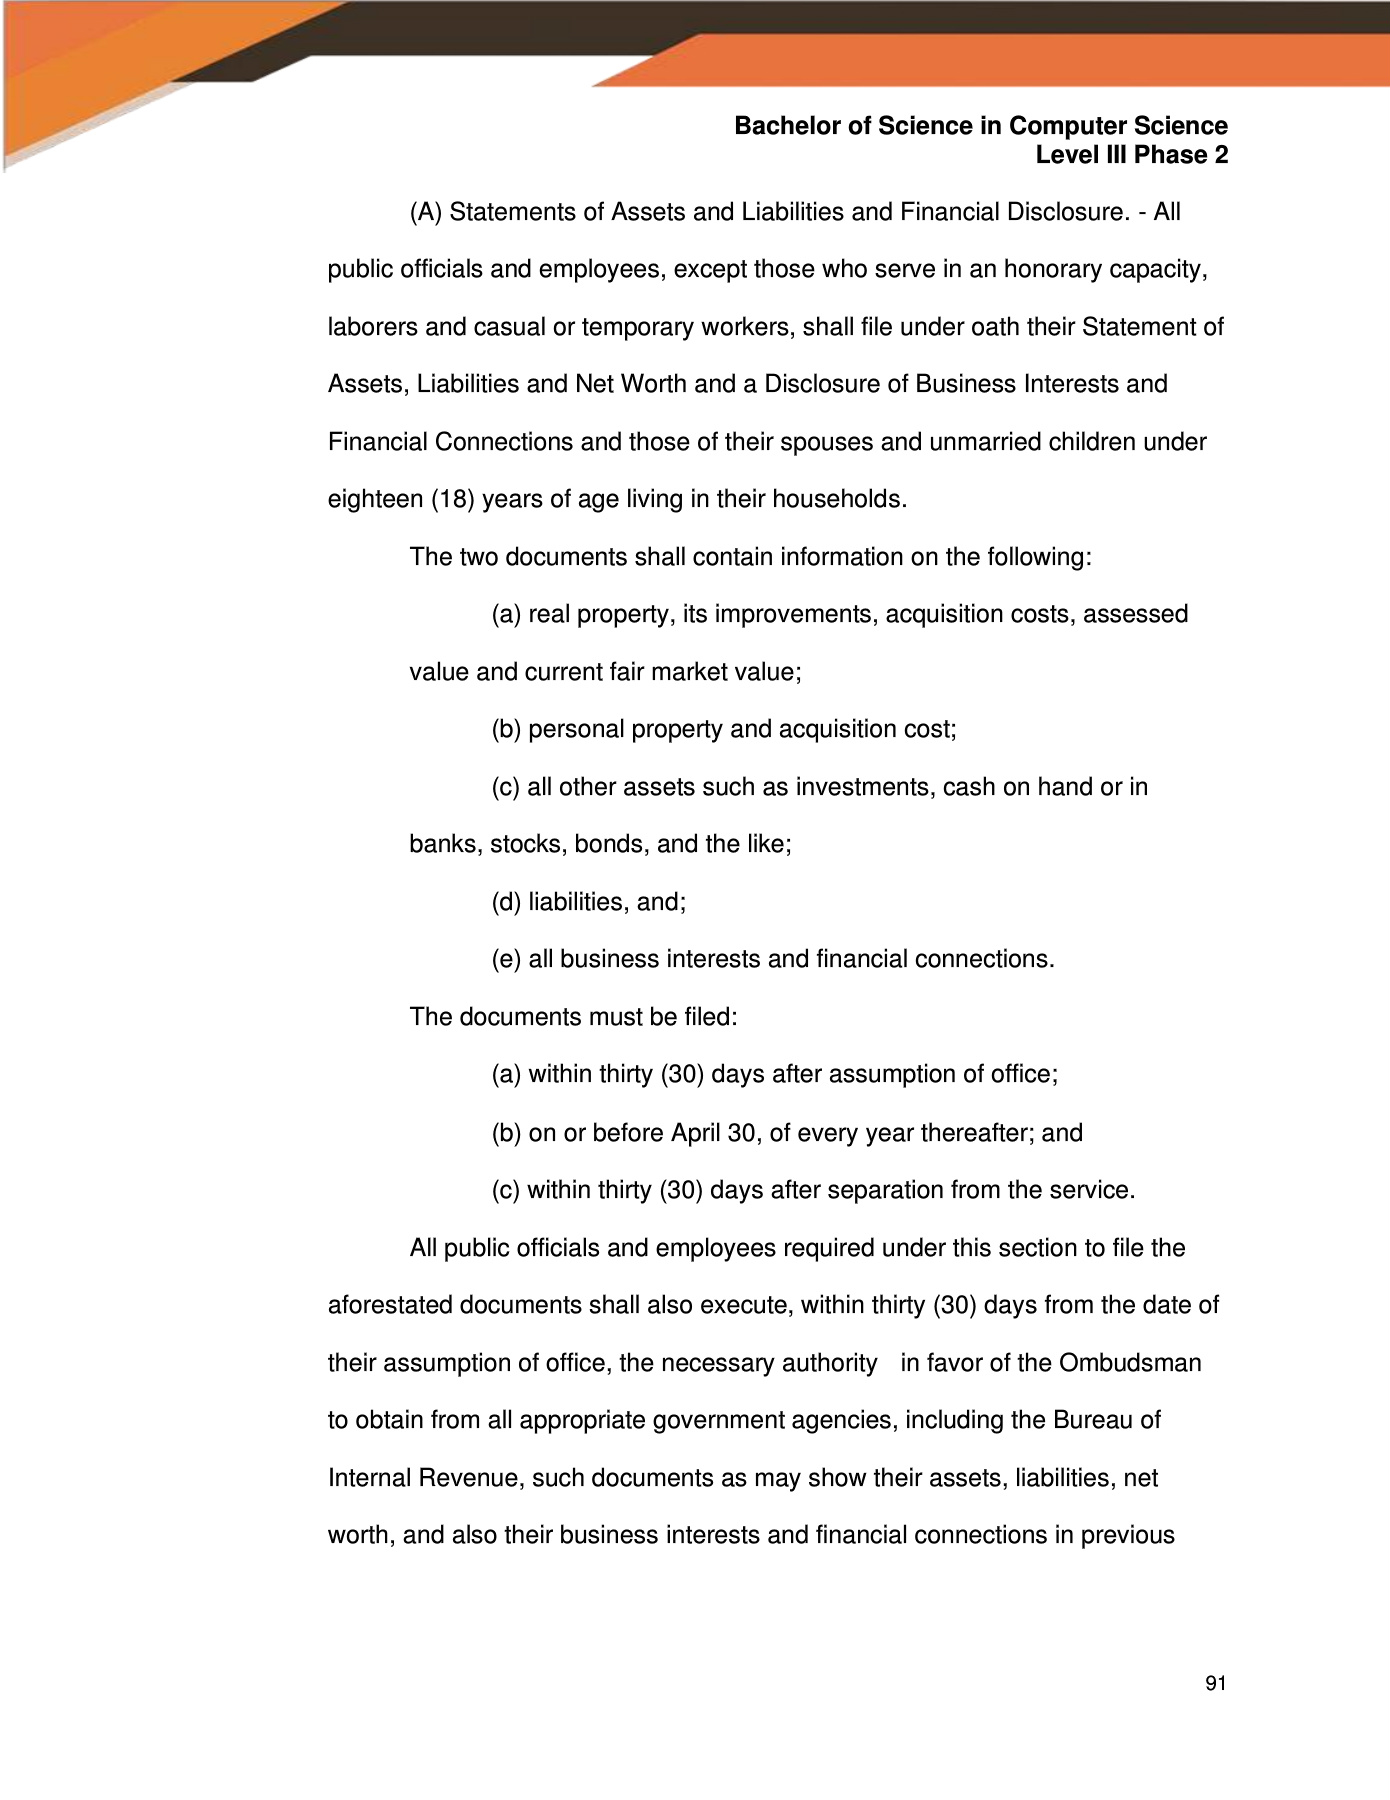 Bachelor of Science in Computer Science
Level III Phase 2
(A) Statements of Assets and Liabilities and Financial Disclosure. - All
public officials and employees, except those who serve in an honorary capacity,
laborers and casual or temporary workers, shall file under oath their Statement of
Assets, Liabilities and Net Worth and a Disclosure of Business Interests and
Financial Connections and those of their spouses and unmarried children under
eighteen (18) years of age living in their households.
The two documents shall contain information on the following:
(a) real property, its improvements, acquisition costs, assessed
value and current fair market value;
(b) personal property and acquisition cost;
(c) all other assets such as investments, cash on hand or in
banks, stocks, bonds, and the like;
(d) liabilities, and;
(e) all business interests and financial connections.
The documents must be filed:
(a) within thirty (30) days after assumption of office;
(b) on or before April 30, of every year thereafter; and
(c) within thirty (30) days after separation from the service.
All public officials and employees required under this section to file the
aforestated documents shall also execute, within thirty (30) days from the date of
their assumption of office, the necessary authority in favor of the Ombudsman
to obtain from all appropriate government agencies, including the Bureau of
Internal Revenue, such documents as may show their assets, liabilities, net
worth, and also their business interests and financial connections in previous
91